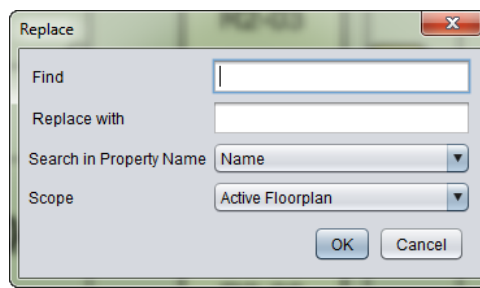 Replace
Find
Replace with
Search in Property Name Name
Scope Active Floorplan
OK Cancel